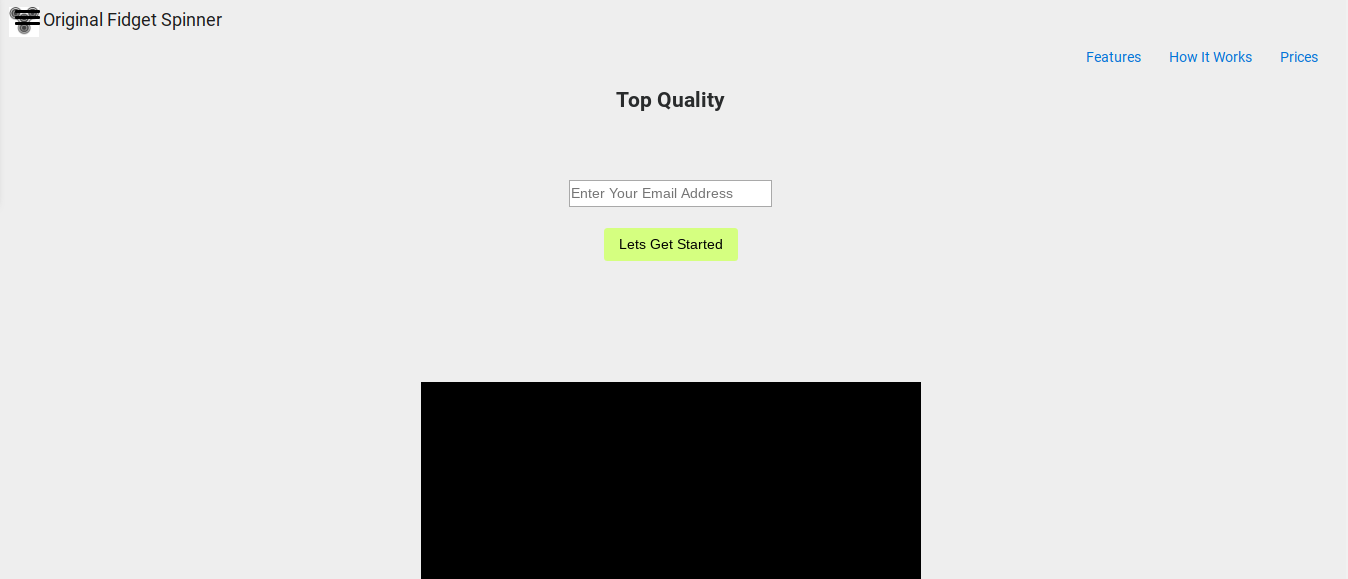 Original Fidget Spinner
Features How It Works Prices
Top Quality
Enter Your Email Address
Lets Get Started